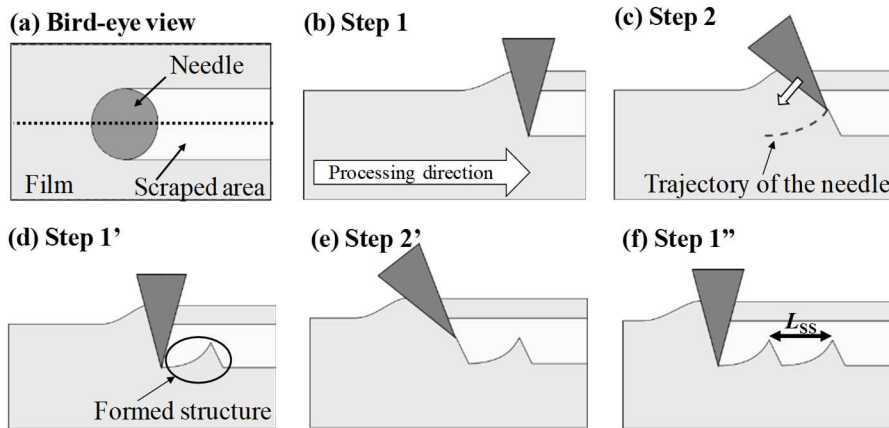 (a) Bird-eye view
Needle
Scraped area
Film
(b) Step 1
Processing direction
(c) Step 2
Trajectory of the needle
(d) Step 1’
Formed structure
(e) Step 2’
(f) Step 1”
LSS